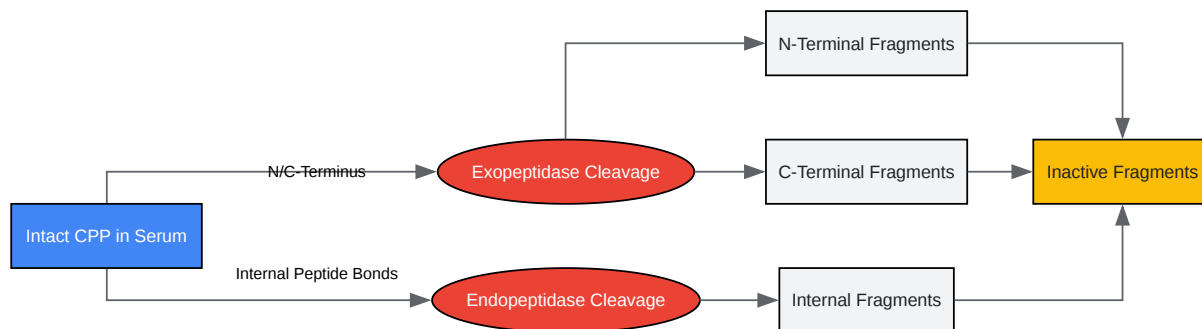 N-Terminal Fragments
N/C-Terminus
Exopeptidase Cleavage
C-Terminal Fragments
Inactive Fragments
Intact CPP in Serum
Internal Peptide Bonds
Endopeptidase Cleavage
Internal Fragments